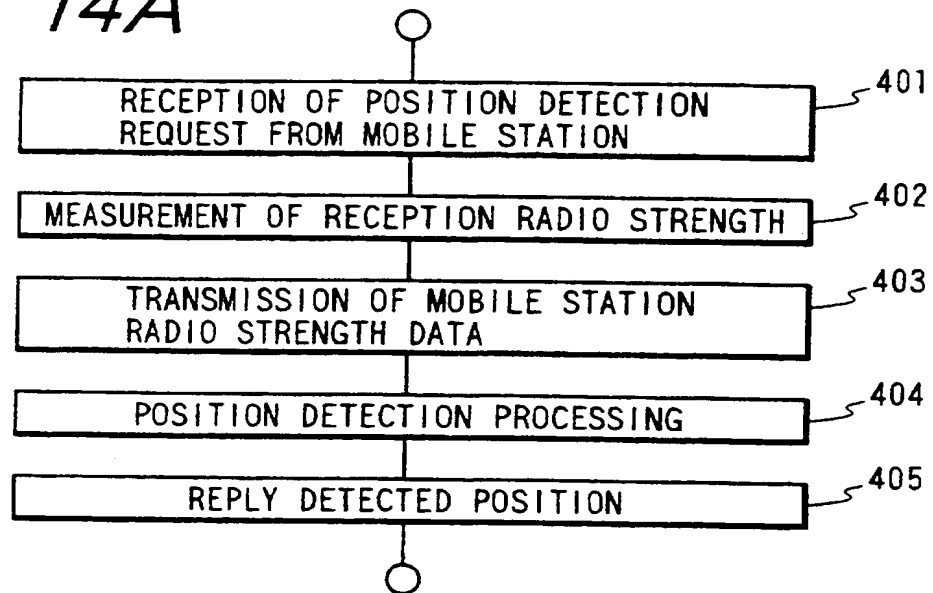 14A
RECEPTION OF POSITION DETECTION
REQUEST FROM MOBILE STATION
401
MEASUREMENT OF RECEPTION RADIO STRENGTH
402
TRANSMISSION OF MOBILE STATION
RADIO STRENGTH DATA
403
POSITION DETECTION PROCESSING
404
REPLY DETECTED POSITION
405